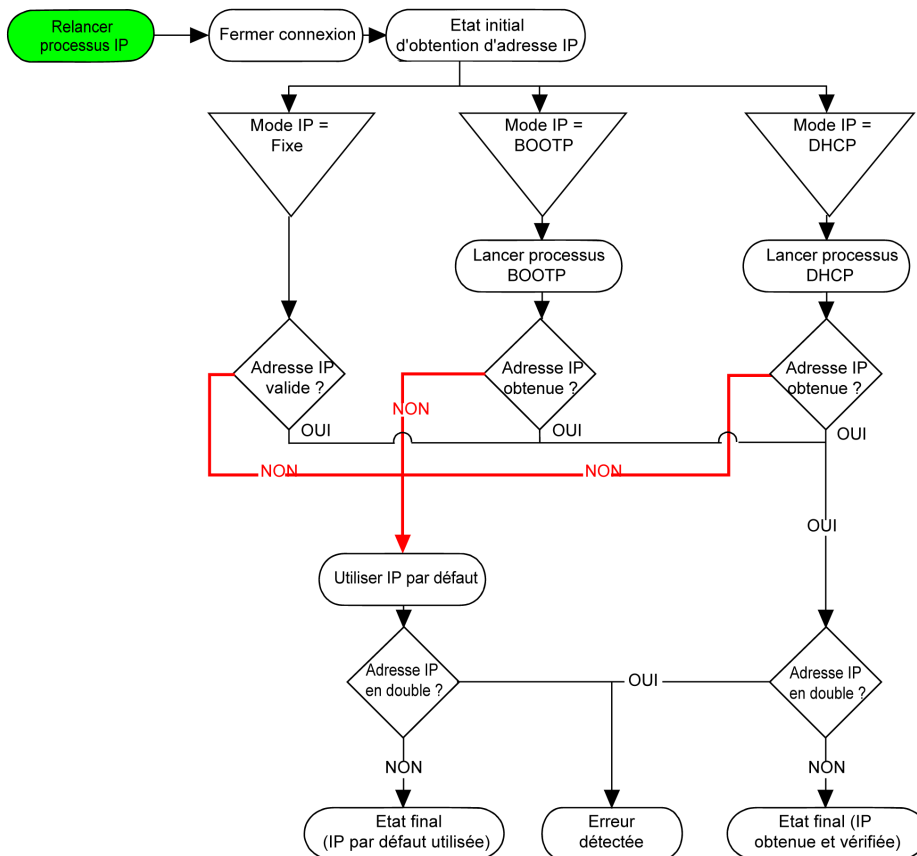 Relancer
processus IP
Fermer connexion
Etat initial
d'obtention d'adresse IP
Mode IP =
Fixe
Mode IP =
BOOTP
Mode IP =
DHCP
Lancer processus
BOOTP
Lancer processus
DHCP
Adresse IP
valide ?
Adresse IP
obtenue ?
Adresse IP
obtenue ?
NON
OUI
OUI
OUI
NON
NON
OUI
Utiliser IP par défaut
Adresse IP
en double ?
OUI
Adresse IP
en double ?
NON
NON
Etat final
(IP par défaut utilisée)
Erreur
détectée
Etat final (IP
obtenue et vérifiée)